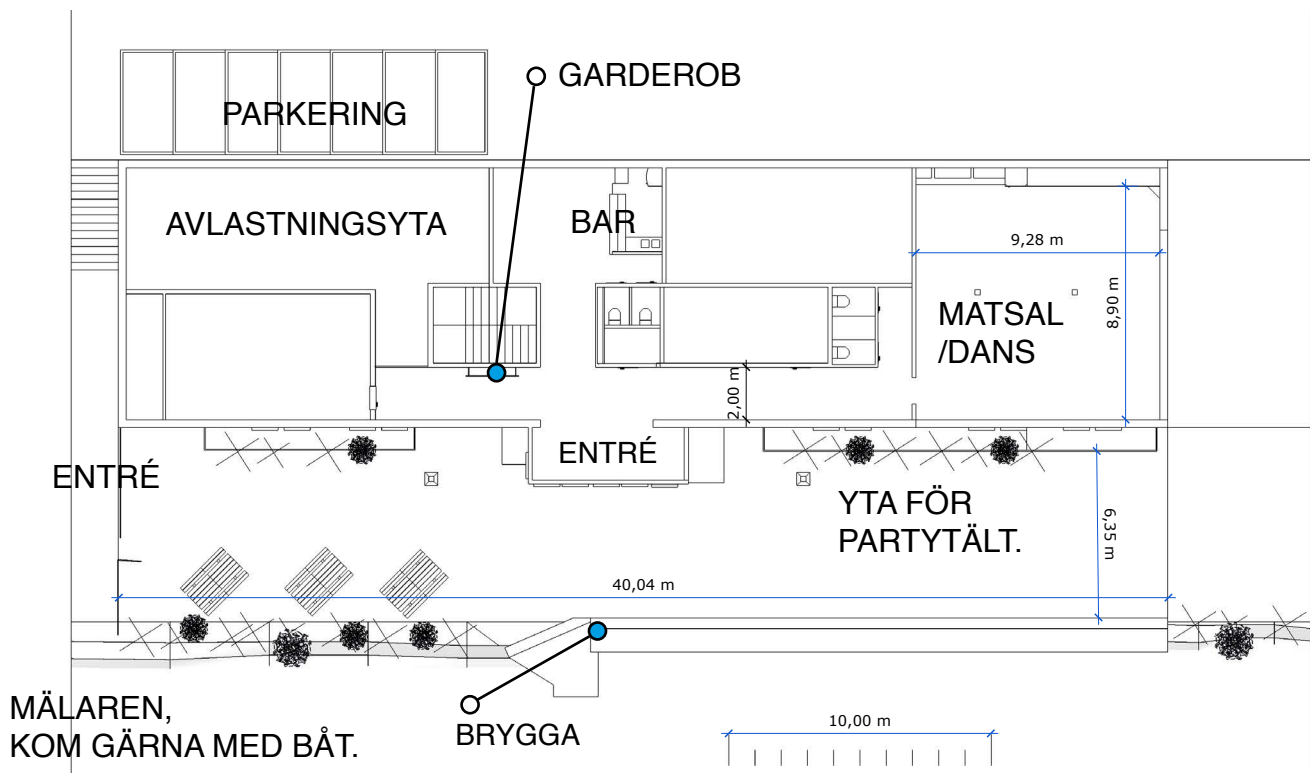 GARDEROB
PARKERING
AVLASTNINGSYTA
BAR
9,28 m
8,90 m
MATSAL
/DANS
2,00 m
ENTRÉ
ENTRÉ
YTA FÖR
PARTYTÄLT.
6,35 m
40,04 m
MÄLAREN,
KOM GÄRNA MED BÅT.
BRYGGA
10,00 m